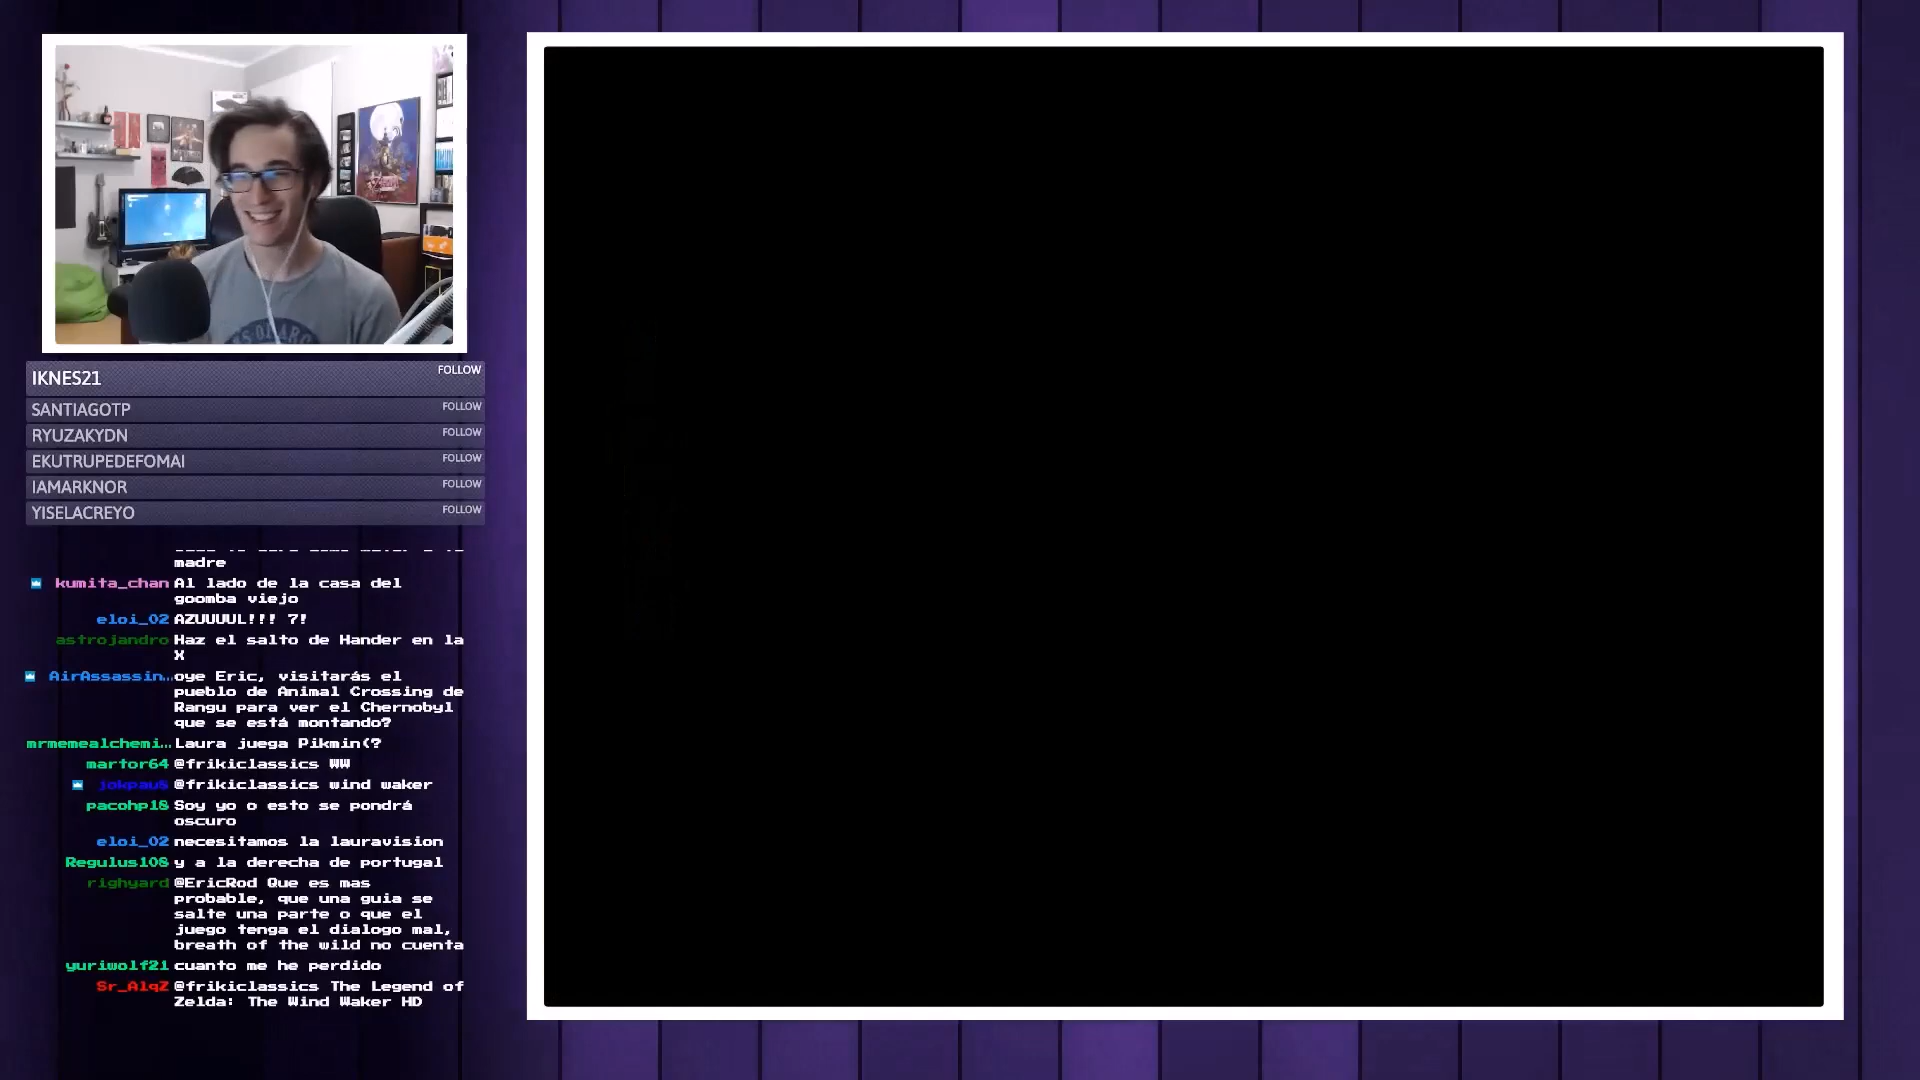 IKNES21 FOLLOW
SANTIAGOTP FOLLOW
RYUZAKYDN FOLLOW
EKUTRUPEDEFOMAI FOLLOW
IAMARKNOR FOLLOW
YISELACREYO FOLLOW
madre
kumita_chan Al lado de la casa del
goomba viejo
eloi_02 AZUUUUL!!! 7!
astrojandro Haz el salto de Hander en la
X
AirAssassin… oye Eric, visitarás el
pueblo de Animal Crossing de
Rangu para ver el Chernobyl
que se está montando?
mrmemealchemi… Laura juega Pikmin(?
martor64 @frikiclassics WW
jokpau5 @frikiclassics wind waker
pacohp18 Soy yo o esto se pondrá
oscuro
eloi_02 necesitamos la lauravision
Regulus108 y a la derecha de portugal
righyard @EricRod Que es mas
probable, que una guia se
salte una parte o que el
juego tenga el dialogo mal,
breath of the wild no cuenta
yuriwolf21 cuanto me he perdido
Sr_AlqZ @frikiclassics The Legend of
Zelda: The Wind Waker HD